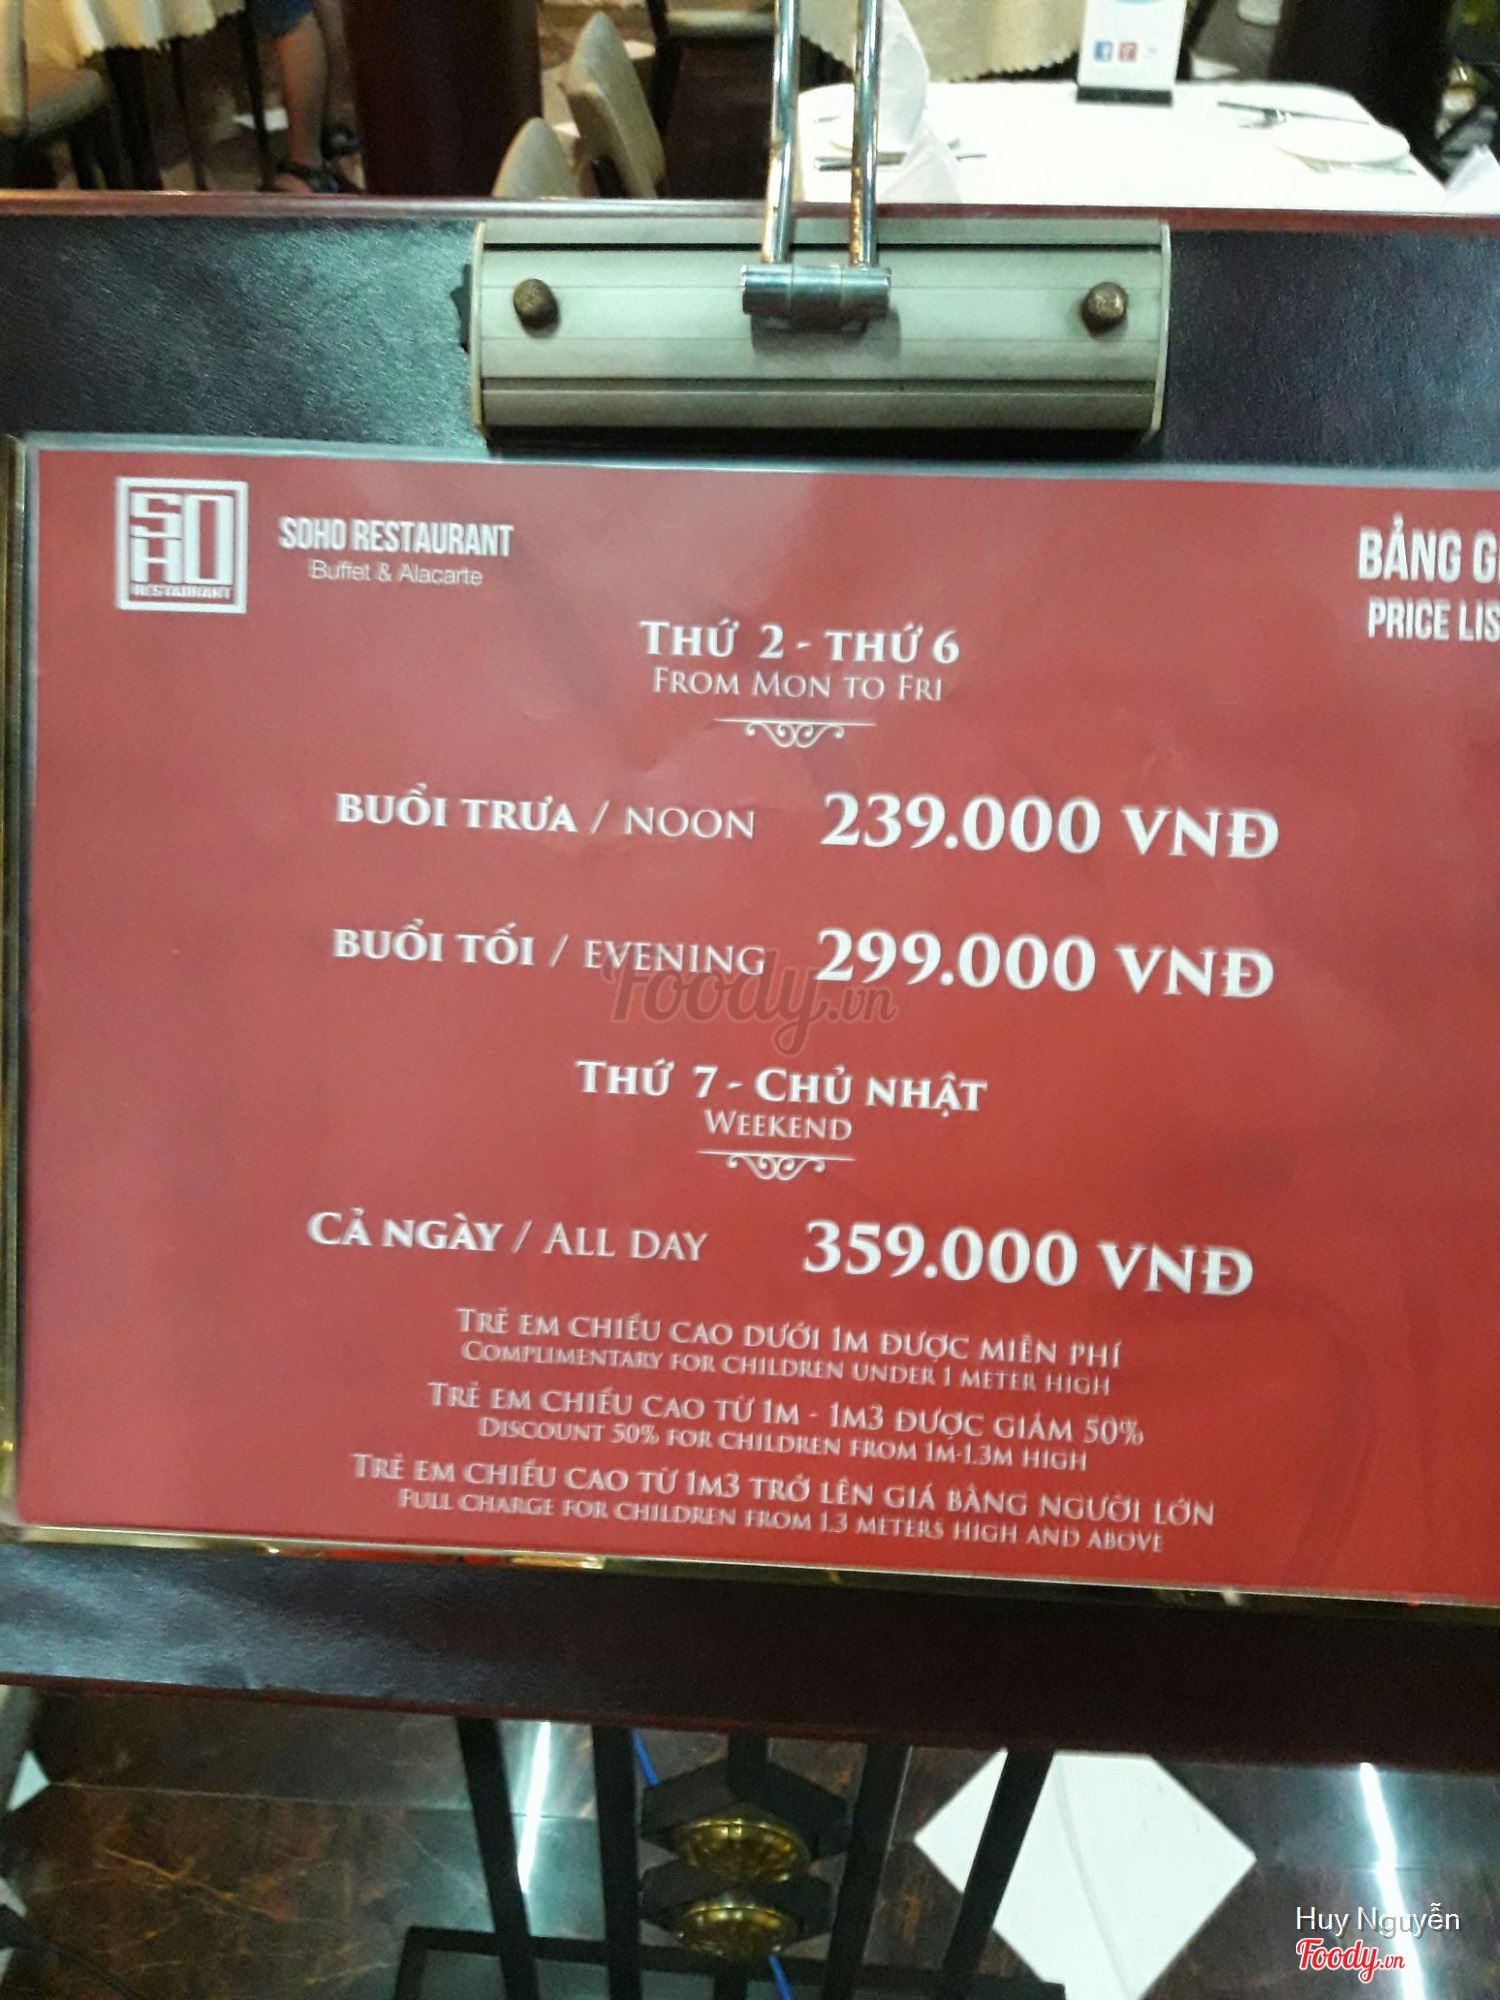 SOHO
RESTAURANT
SOHO RESTAURANT
Buffet & Alacarte
BẢNG
PRICE
THỨ 2 - THỨ 6
FROM MON TO FRI
BUỔI TRƯA / NOON 239.000 VNĐ
BUỔI TỐI / EVENING 299.000 VNĐ
Foody.vn
THỨ 7 - CHỦ NHẬT
WEEKEND
CẢ NGÀY / ALL DAY 359.000 VNĐ
TRẺ EM CHIỀU CAO DƯỚI 1M ĐƯỢC MIỄN PHÍ
COMPLIMENTARY FOR CHILDREN UNDER 1 METER HIGH
TRẺ EM CHIỀU CAO TỪ 1M - 1M3 ĐƯỢC GIẢM 50%
DISCOUNT 50% FOR CHILDREN FROM 1M-1.3M HIGH
TRẺ EM CHIỀU CAO TỪ 1M3 TRỞ LÊN GIÁ BẰNG NGƯỜI LỚN
FULL CHARGE FOR CHILDREN FROM 1.3 METERS HIGH AND ABOVE
Huy Nguyễn
Foody.vn